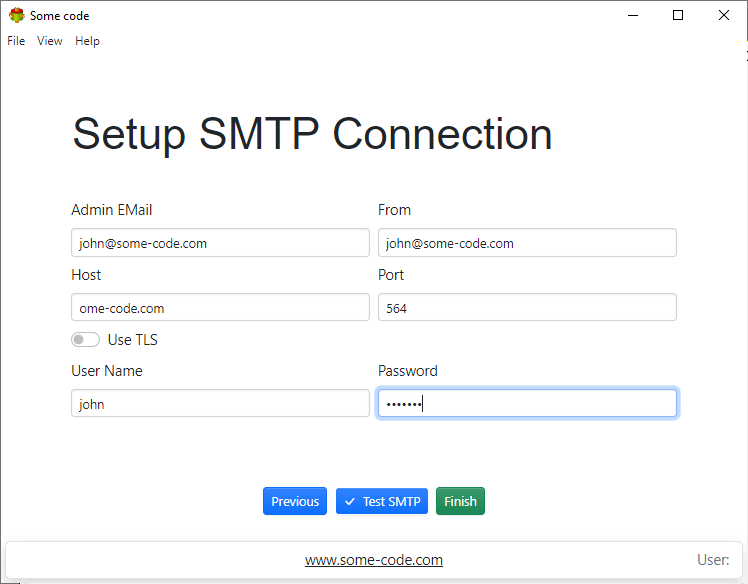 Some code
File View Help
Setup SMTP Connection
Admin EMail From
john@some-code.com john@some-code.com
Host Port
ome-code.com 564
Use TLS
User Name Password
john •••••••
Previous Test SMTP Finish
www.some-code.com User: